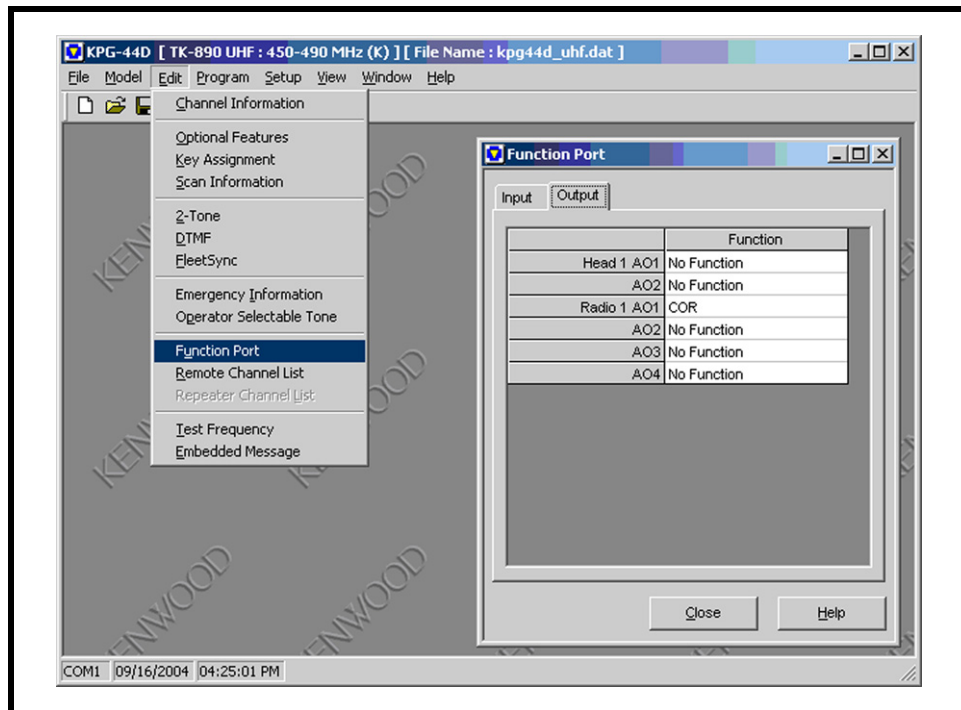 KPG-44D [ TK-890 UHF : 450-490 MHz (K) ] [ File Name : kpg44d_uhf.dat ]
File Model Edit Program Setup View Window Help
Channel Information
Optional Features
Key Assignment
Scan Information
2-Tone
DTMF
FleetSync
Emergency Information
Operator Selectable Tone
Function Port
Remote Channel List
Repeater Channel List
Test Frequency
Embedded Message
Function Port
Input Output
Function
Head 1 AO1 No Function
AO2 No Function
Radio 1 AO1 COR
AO2 No Function
AO3 No Function
AO4 No Function
Close Help
KENWOOD
KENWOOD
COM1 09/16/2004 04:25:01 PM